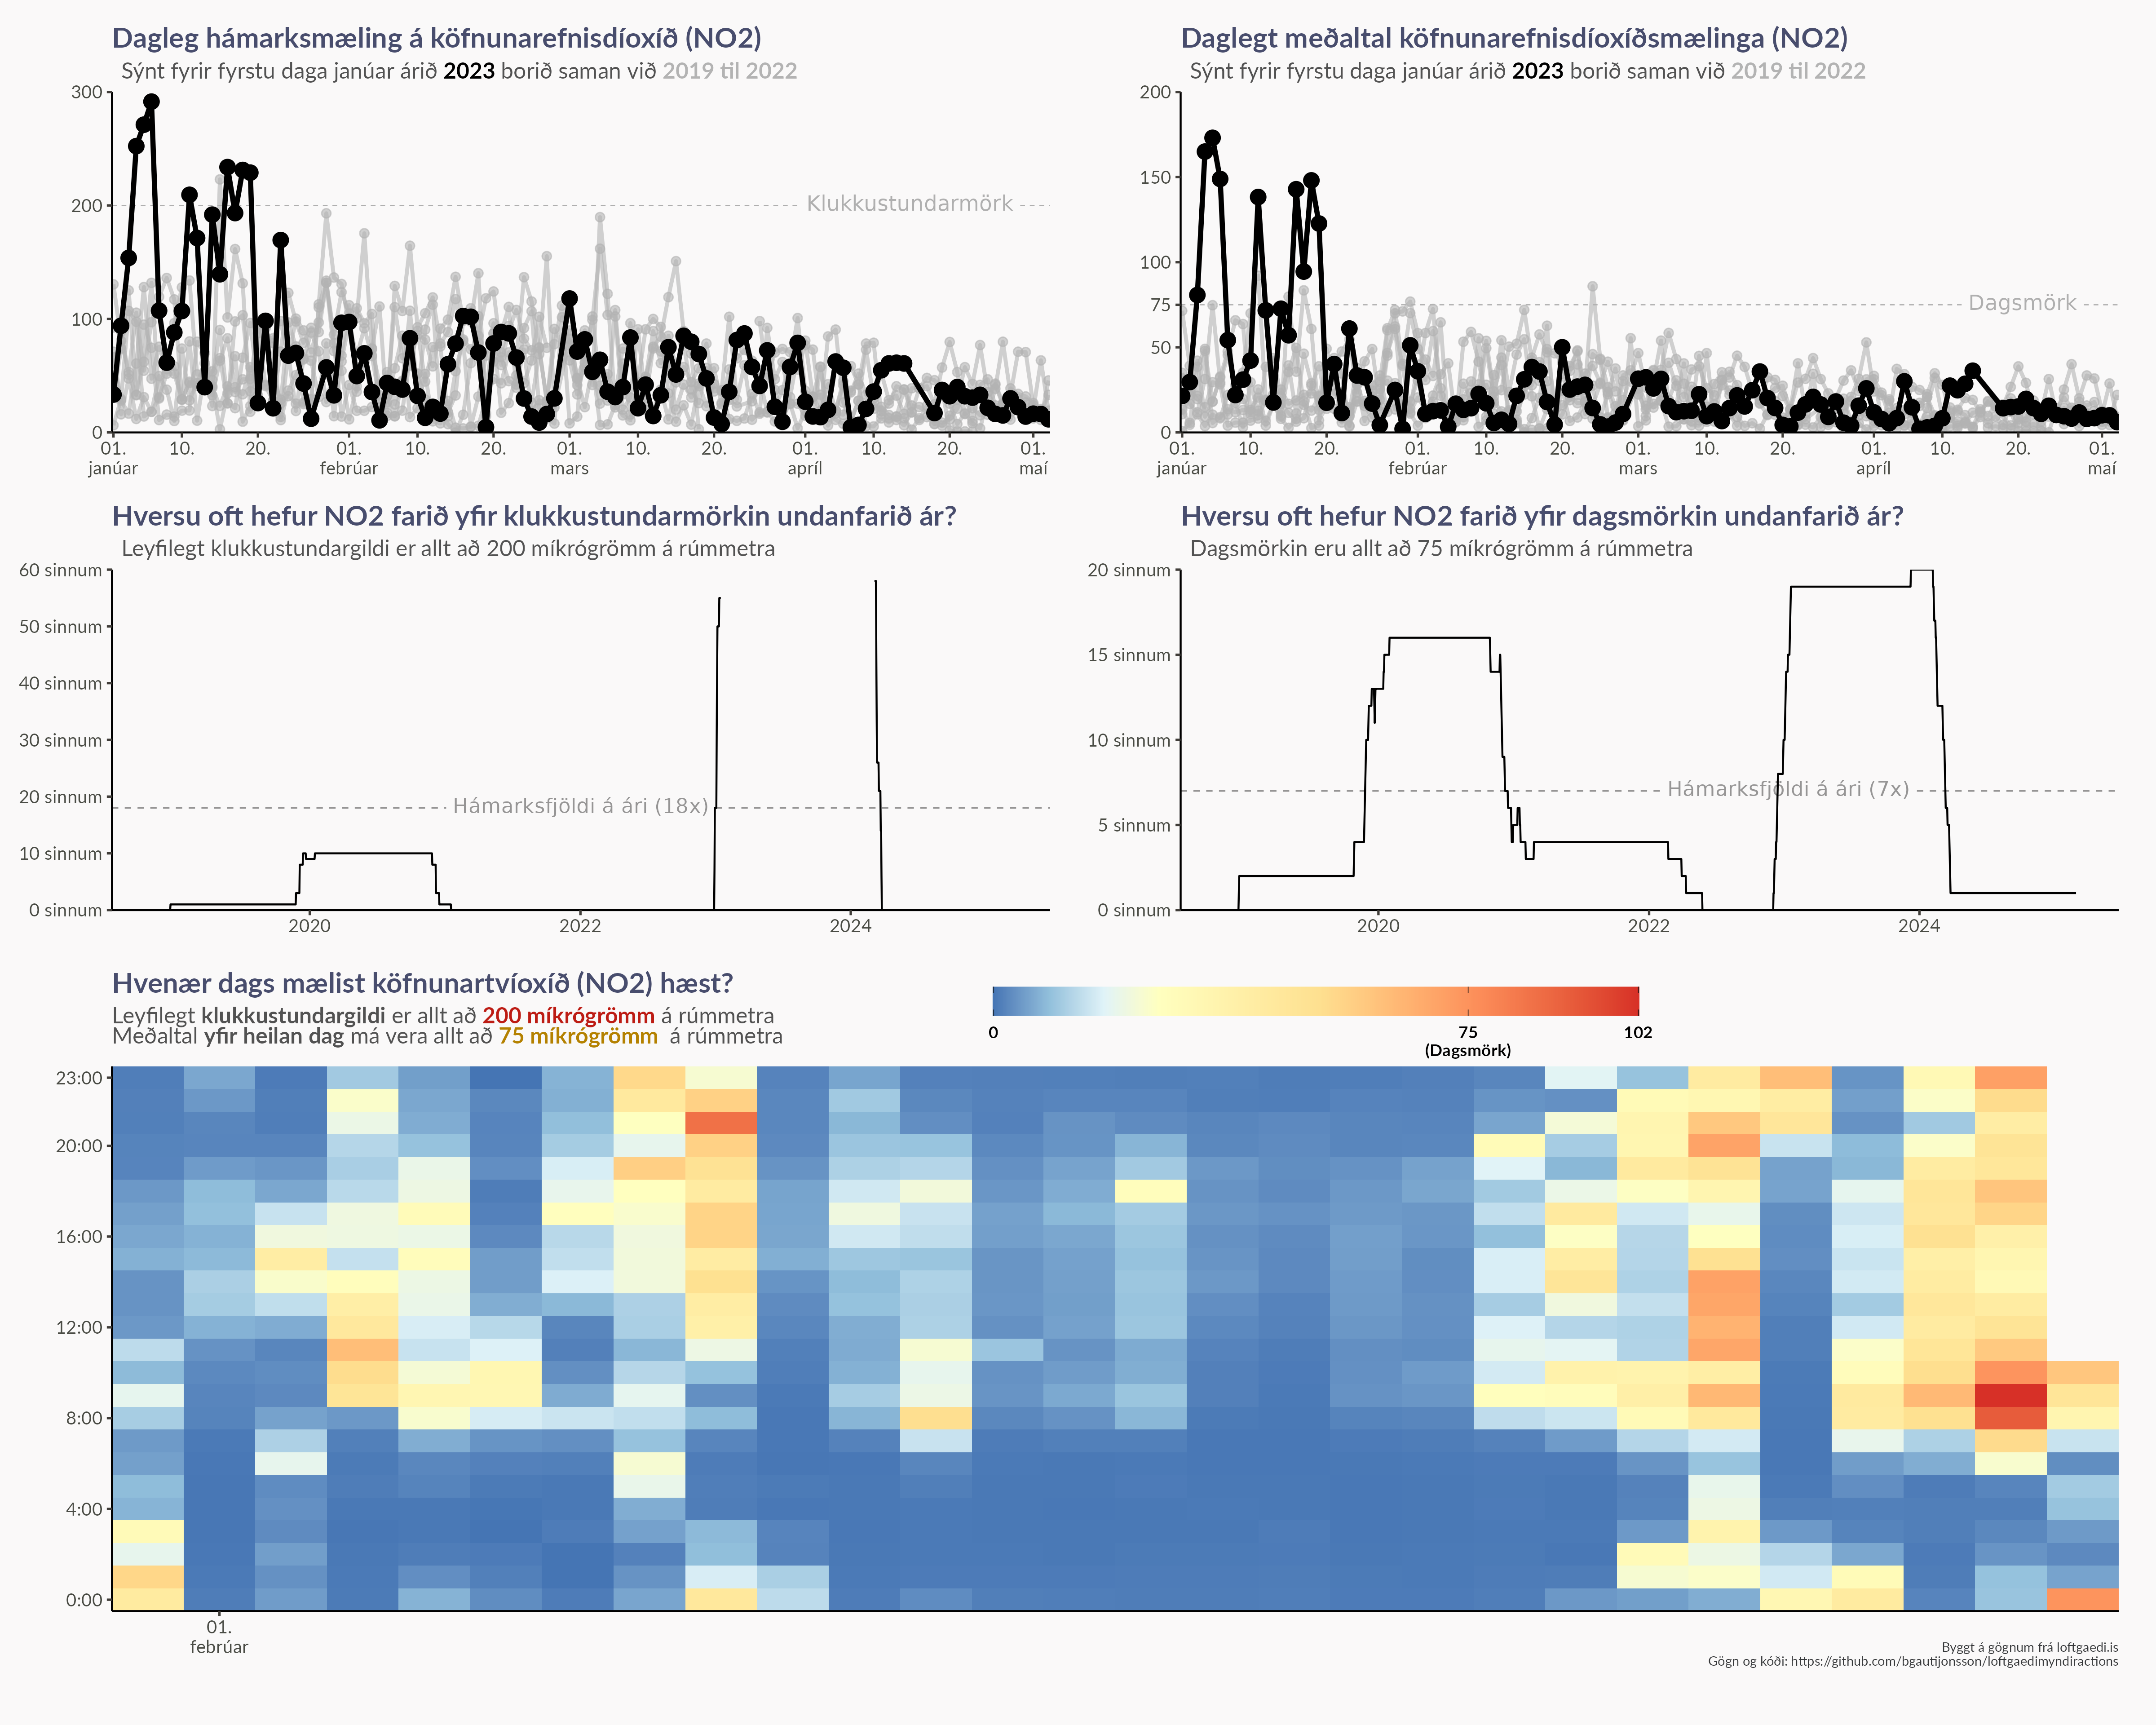 Dagleg hámarksmæling á köfnunarefnisdíoxíð (NO2)
Sýnt fyrir fyrstu daga janúar árið 2023 borið saman við 2019 til 2022
300
200
100
0
Klukkustundarmörk
01. 10. 20. 01. 10. 20. 01. 10. 20. 01. 10. 20. 01.
janúar febrúar mars apríl maí
Daglegt meðaltal köfnunarefnisdíoxíðsmælinga (NO2)
Sýnt fyrir fyrstu daga janúar árið 2023 borið saman við 2019 til 2022
200
150
100
75
50
0
Dagsmörk
01. 10. 20. 01. 10. 20. 01. 10. 20. 01. 10. 20. 01.
janúar febrúar mars apríl maí
Hversu oft hefur NO2 farið yfir klukkustundarmörkin undanfarið ár?
Leyfilegt klukkustundargildi er allt að 200 míkrógrömm á rúmmetra
60 sinnum
50 sinnum
40 sinnum
30 sinnum
20 sinnum
10 sinnum
0 sinnum
Hámarksfjöldi á ári (18x)
2020 2022 2024
Hversu oft hefur NO2 farið yfir dagsmörkin undanfarið ár?
Dagsmörkin eru allt að 75 míkrógrömm á rúmmetra
20 sinnum
15 sinnum
10 sinnum
5 sinnum
0 sinnum
Hámarksfjöldi á ári (7x)
2020 2022 2024
Hvenær dags mælist köfnunartvíoxíð (NO2) hæst?
Leyfilegt klukkustundargildi er allt að 200 míkrógrömm á rúmmetra
Meðaltal yfir heilan dag má vera allt að 75 míkrógrömm á rúmmetra
0 75 102
(Dagsmörk)
23:00
20:00
16:00
12:00
8:00
4:00
0:00
01.
febrúar
Byggt á gögnum frá loftgaedi.is
Gögn og kóði: https://github.com/bgautijonsson/loftgaedimyndiractions